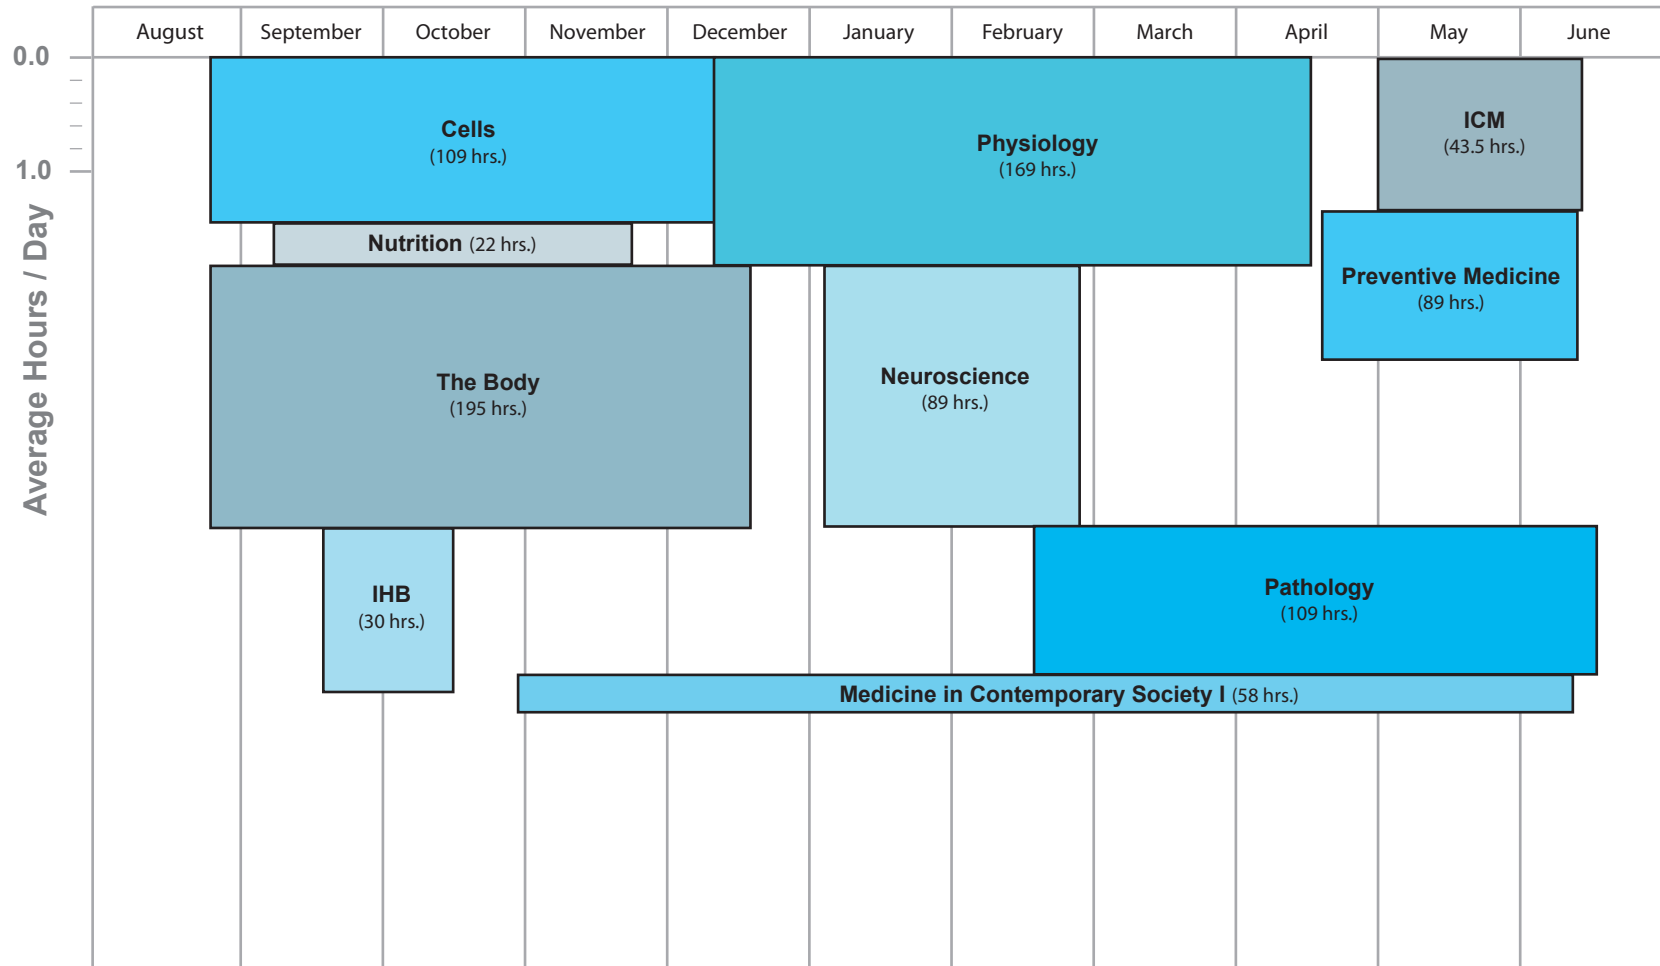 August September October November December January February March April May June
0.0
1.0
Average Hours / Day
Cells
(109 hrs.)
Physiology
(169 hrs.)
ICM
(43.5 hrs.)
Nutrition (22 hrs.)
Preventive Medicine
(89 hrs.)
The Body
(195 hrs.)
Neuroscience
(89 hrs.)
IHB
(30 hrs.)
Pathology
(109 hrs.)
Medicine in Contemporary Society I (58 hrs.)